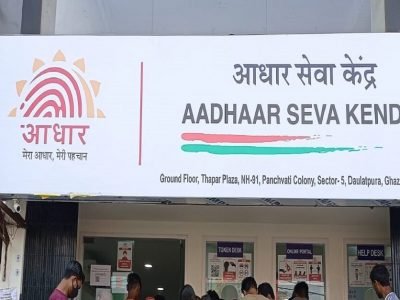 आधार
मेरा आधार, मेरी पहचान
आधार सेवा केंद्र
AADHAAR SEVA KEND
Ground Floor, Thapar Plaza, NH-91, Panchvati Colony, Sector- 5, Daulatpura, Ghaz
TOKEN DESK
ONLINE PORTAL
HELP DESK